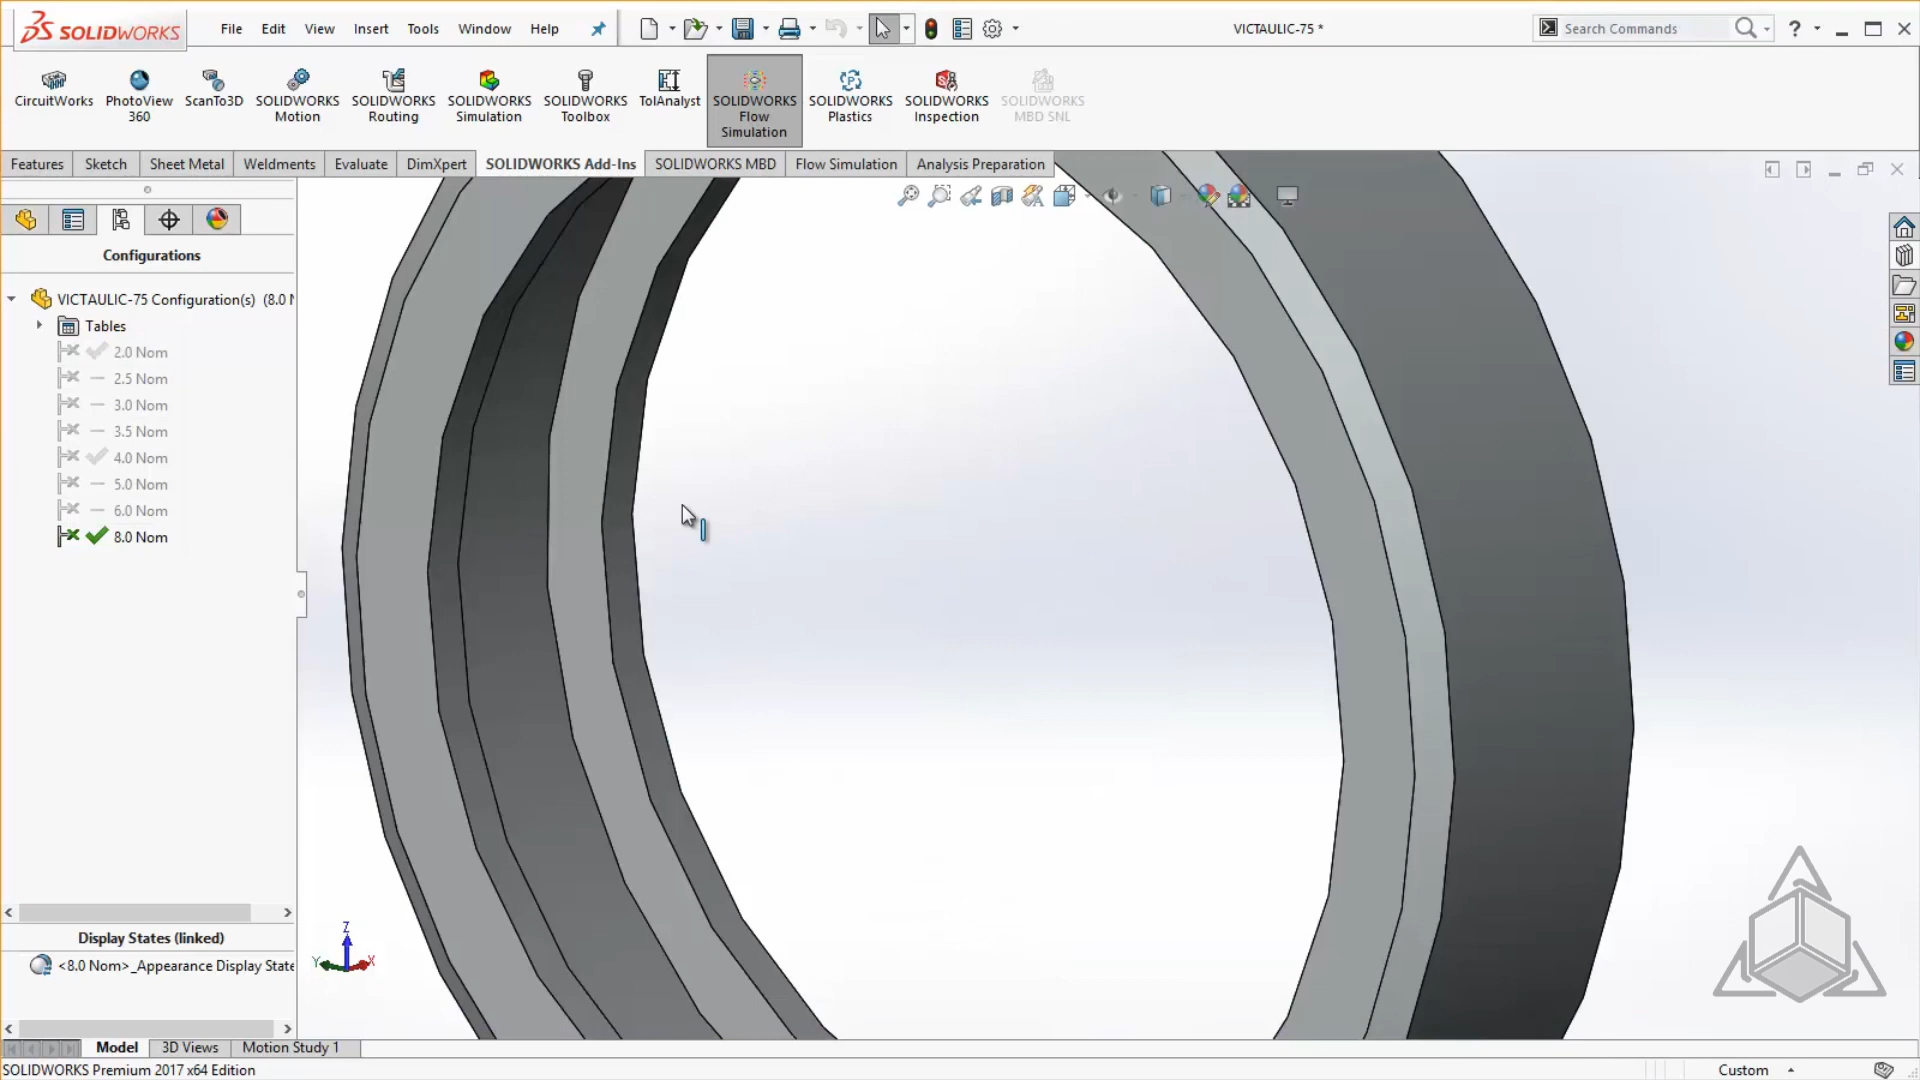 SOLIDWORKS
File Edit View Insert Tools Window Help
VICTAULIC-75 *
Search Commands
?
CircuitWorks
PhotoView 360
ScanTo3D
SOLIDWORKS Motion
SOLIDWORKS Routing
SOLIDWORKS Simulation
SOLIDWORKS Toolbox
TolAnalyst
SOLIDWORKS Flow Simulation
SOLIDWORKS Plastics
SOLIDWORKS Inspection
SOLIDWORKS MBD SNL
Features Sketch Sheet Metal Weldments Evaluate DimXpert SOLIDWORKS Add-Ins SOLIDWORKS MBD Flow Simulation Analysis Preparation
Configurations
VICTAULIC-75 Configuration(s) (8.0 N
Tables
2.0 Nom
2.5 Nom
3.0 Nom
3.5 Nom
4.0 Nom
5.0 Nom
6.0 Nom
8.0 Nom
Display States (linked)
<8.0 Nom>_Appearance Display State
Z
Y X
Model 3D Views Motion Study 1
SOLIDWORKS Premium 2017 x64 Edition
Custom